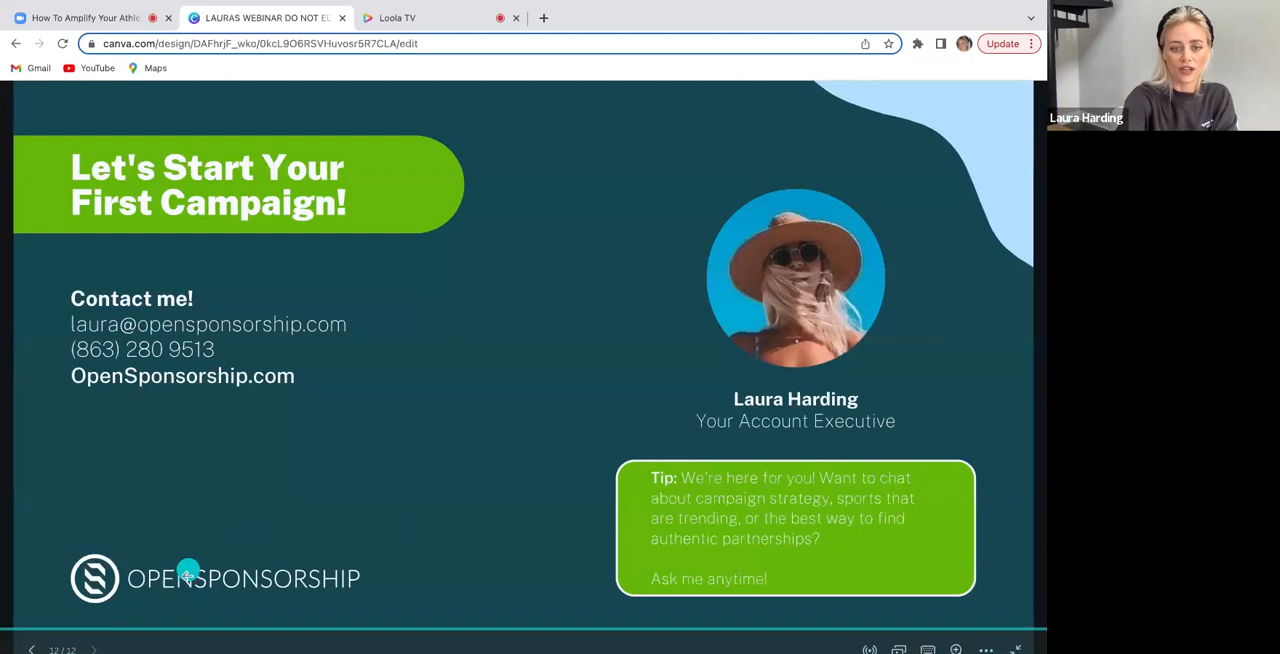 How To Amplify Your Athle
LAURAS WEBINAR DO NOT ED
Loola TV
canva.com/design/DAFhrjF_wko/0kcL9O6RSVHuvosr5R7CLA/edit
Update
Gmail
YouTube
Maps
Laura Harding
Let's Start Your
First Campaign!
Contact me!
laura@opensponsorship.com
(863) 280 9513
OpenSponsorship.com
Laura Harding
Your Account Executive
Tip: We're here for you! Want to chat
about campaign strategy, sports that
are trending, or the best way to find
authentic partnerships?
Ask me anytime!
OPENSPONSORSHIP
12 / 12